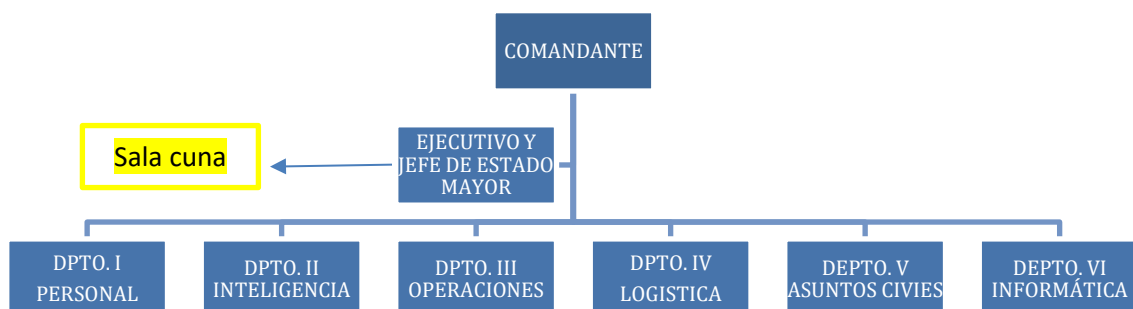 COMANDANTE
Sala cuna
EJECUTIVO Y
JEFE DE ESTADO
MAYOR
DPTO. I
PERSONAL
DPTO. II
INTELIGENCIA
DPTO. III
OPERACIONES
DPTO. IV
LOGISTICA
DEPTO. V
ASUNTOS CIVIES
DEPTO. VI
INFORMÁTICA